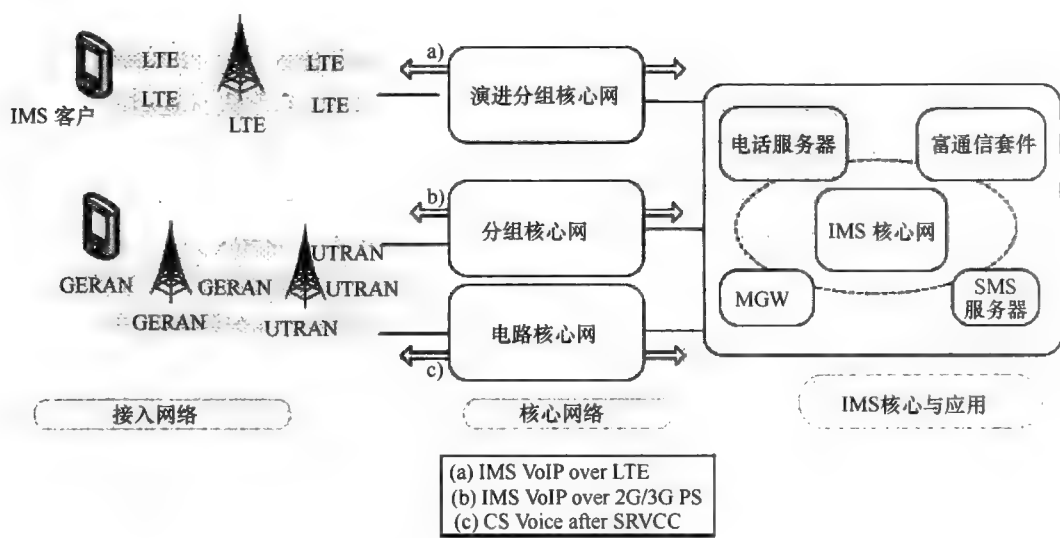 a)
LTE
LTE
演进分组核心网
LTE
LTE
IMS 客户
LTE
电话服务器
富通信套件
b)
分组核心网
IMS 核心网
UTRAN
GERAN
GERAN
UTRAN
MGW
SMS
服务器
GERAN
UTRAN
电路核心网
c)
接入网络
核心网络
IMS核心与应用
(a) IMS VoIP over LTE
(b) IMS VoIP over 2G/3G PS
(c) CS Voice after SRVCC